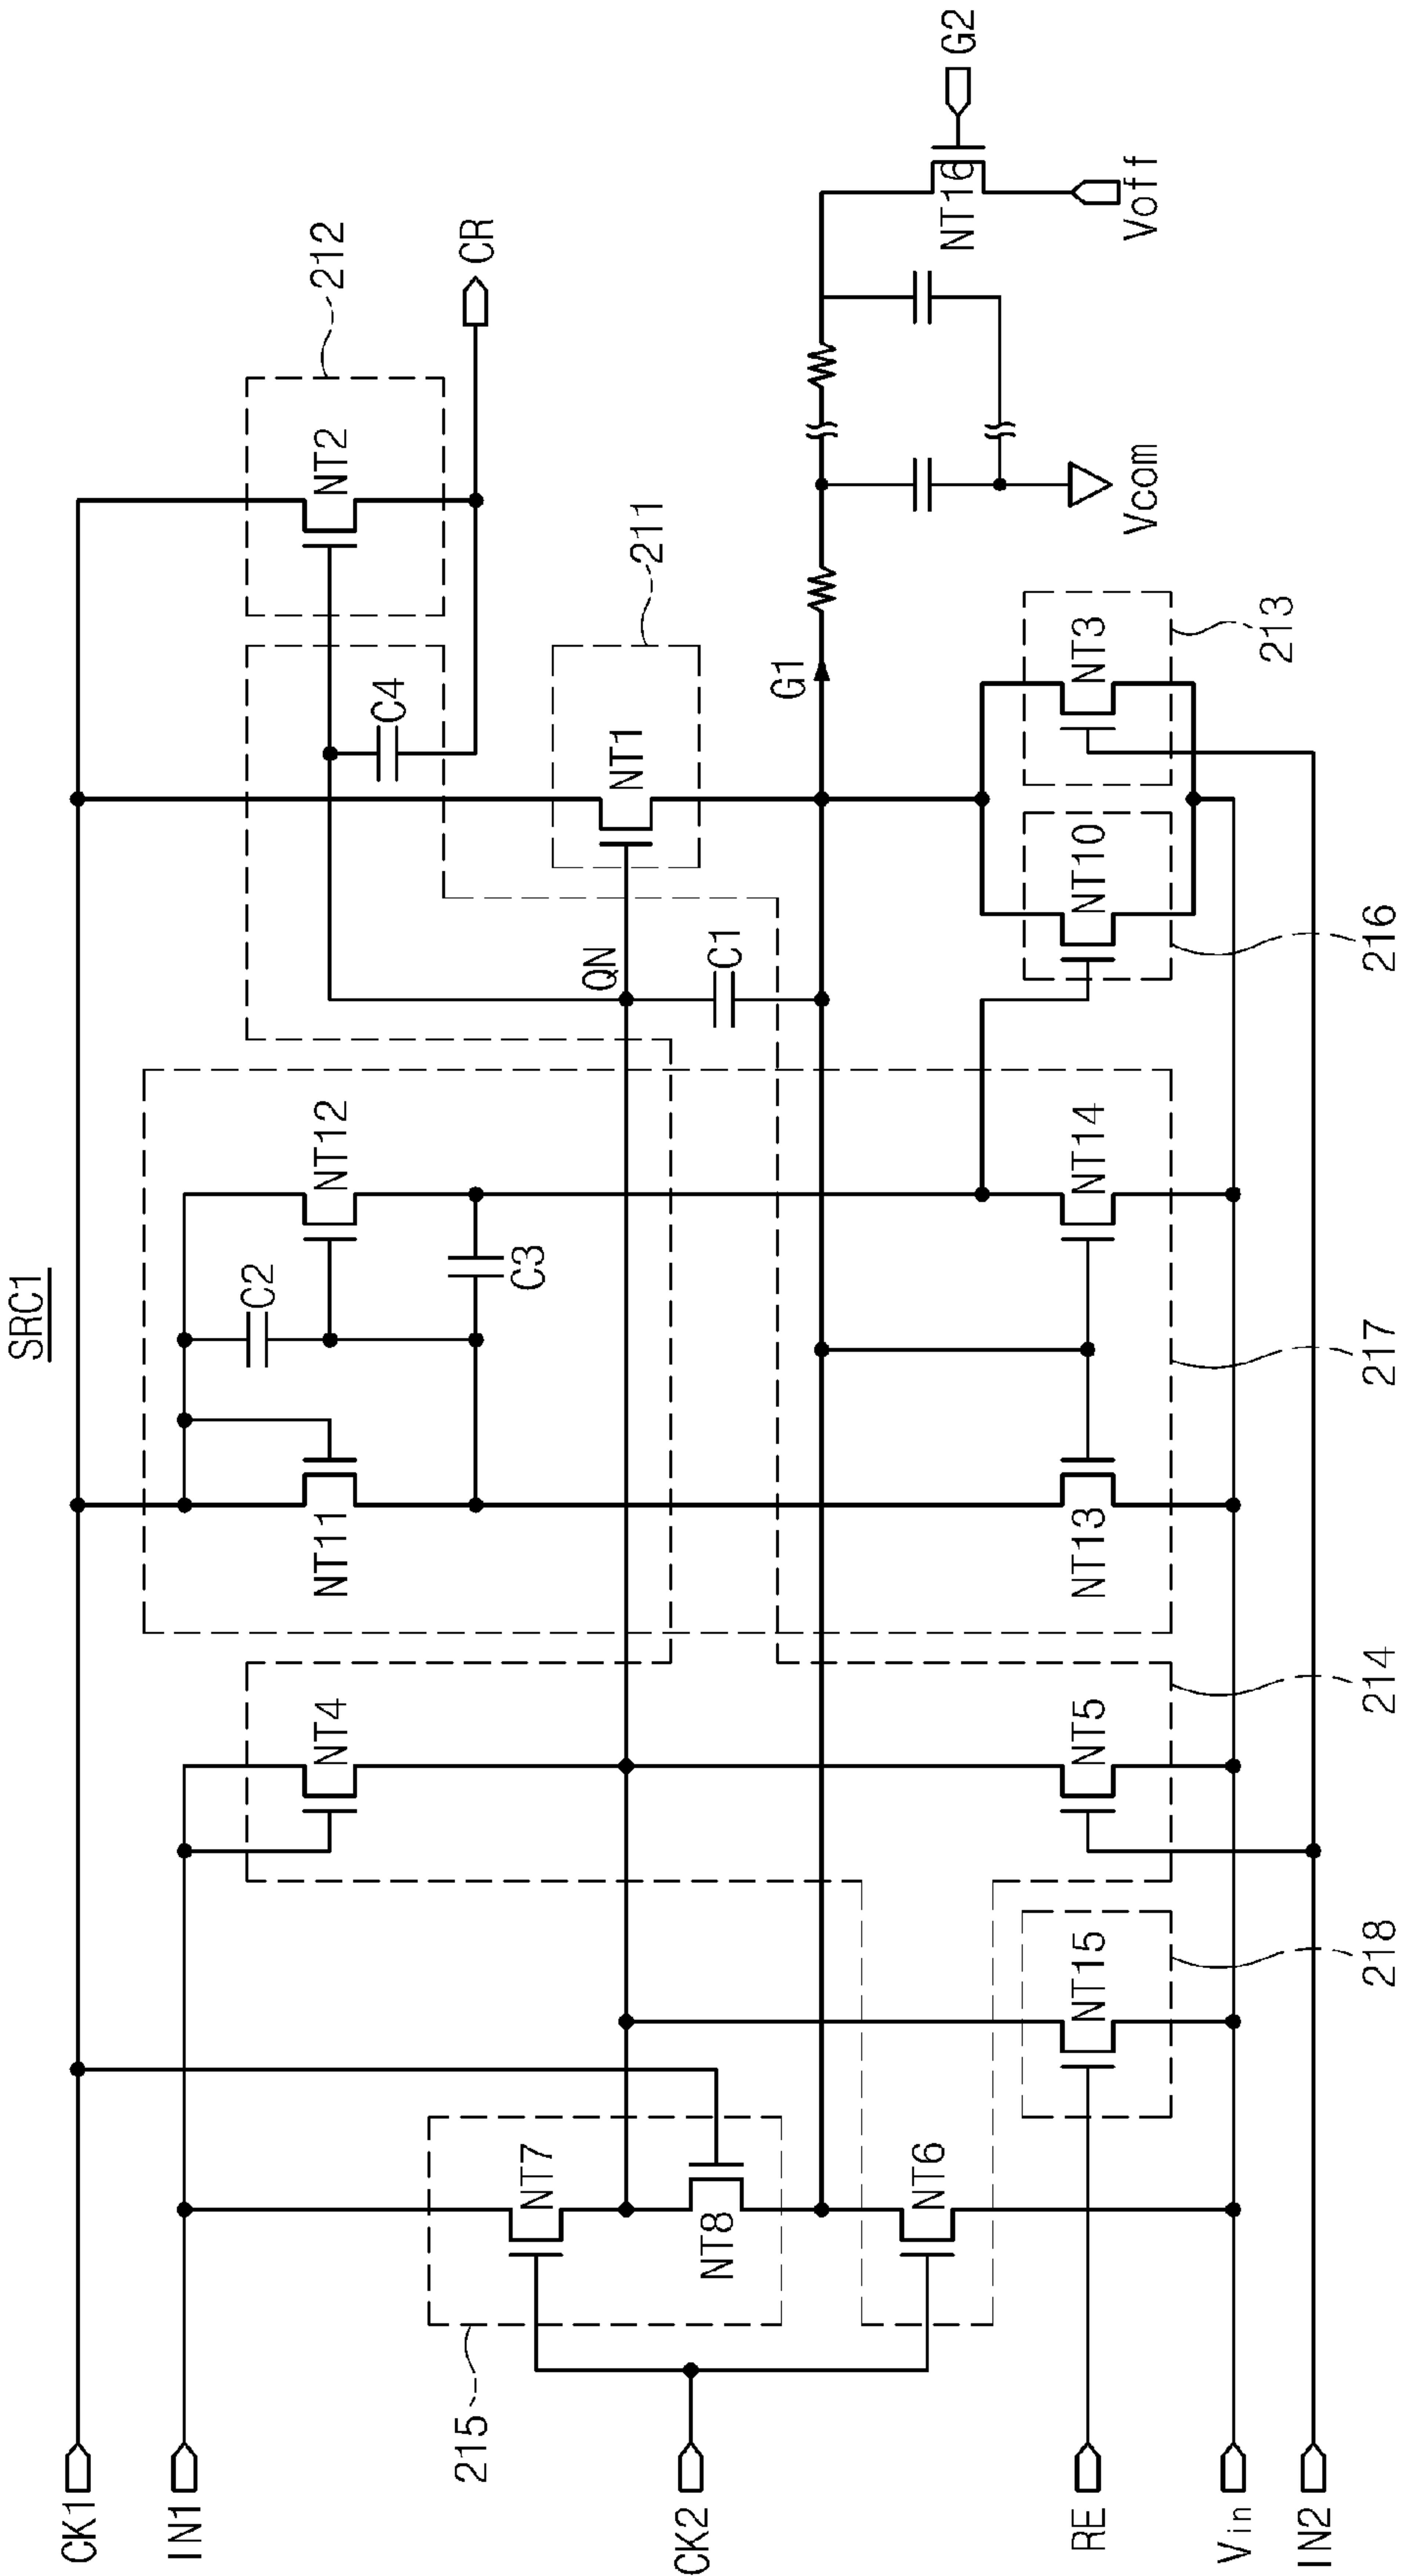 SRC1
CK1
IN1
CK2
RE
Vin
IN2
215
NT7
NT8
NT6
NT15
218
NT4
NT5
214
NT11
C2
NT12
C3
NT13
NT14
217
QN
C1
C4
NT1
211
NT2
212
CR
NT10
216
NT3
213
G1
Vcom
NT16
Voff
G2